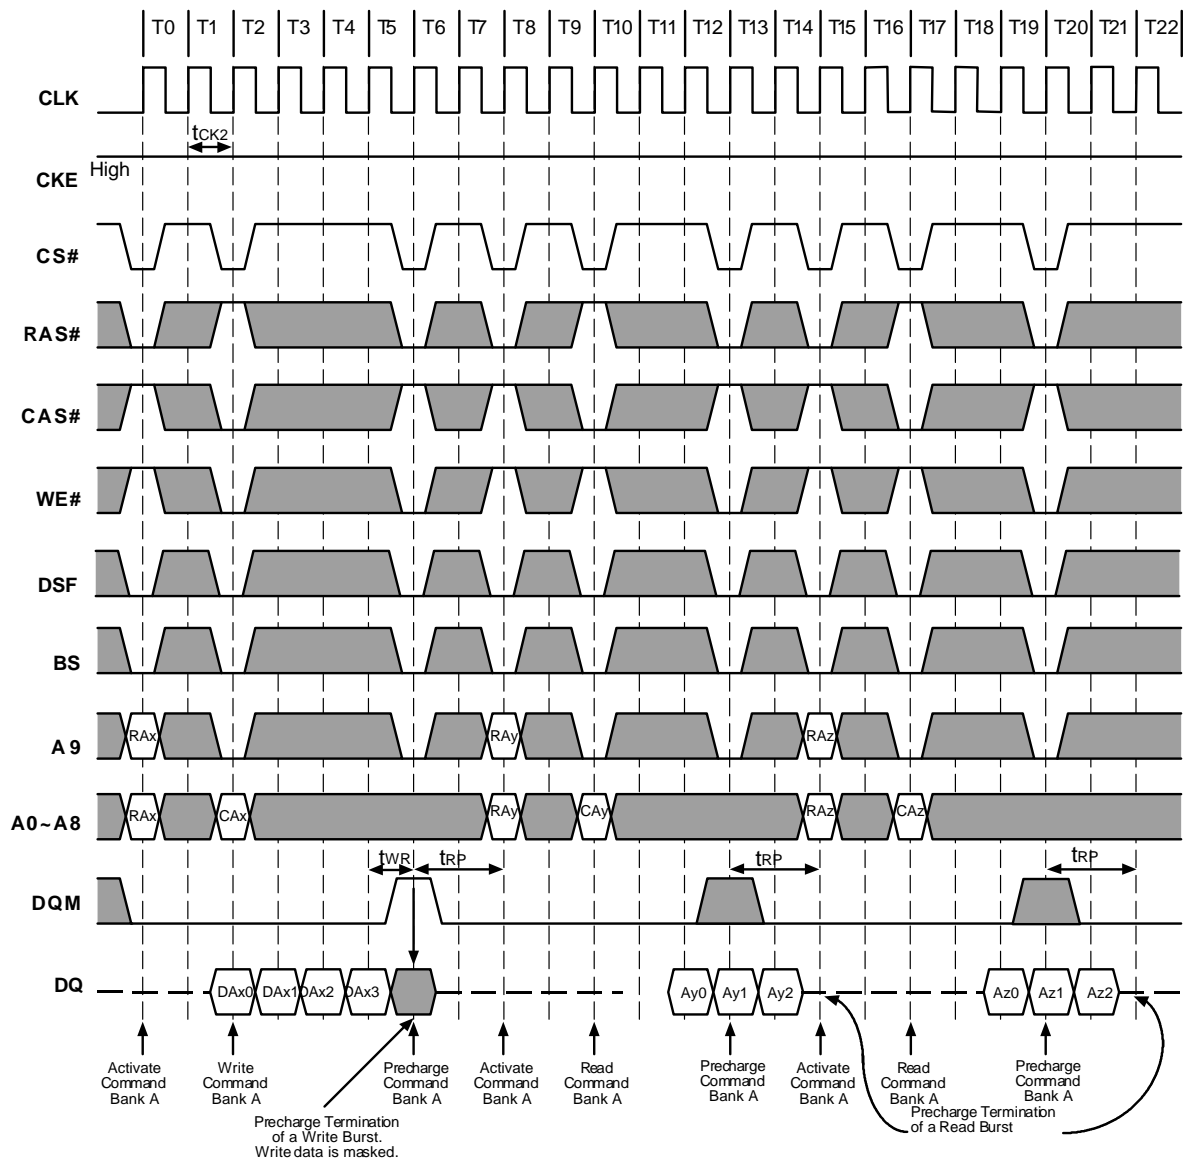 T0 T1 T2 T3 T4 T5 T6 T7 T8 T9 T10 T11 T12 T13 T14 T15 T16 T17 T18 T19 T20 T21 T22
CLK
tCK2
High
CKE
CS#
RAS#
CAS#
WE#
DSF
BS
A9 RAx RAy RAz
A0~A8 RAx CAx RAy CAy RAz CAz
tWR tRP tRP tRP
DQM
DQ DAx0 DAx1 DAx2 DAx3 Ay0 Ay1 Ay2 Az0 Az1 Az2
Activate
Command
Bank A
Write
Command
Bank A
Precharge
Command
Bank A
Activate
Command
Bank A
Read
Command
Bank A
Precharge
Command
Bank A
Activate
Command
Bank A
Read
Command
Bank A
Precharge
Command
Bank A
Precharge Termination
of a Write Burst.
Write data is masked.
Precharge Termination
of a Read Burst